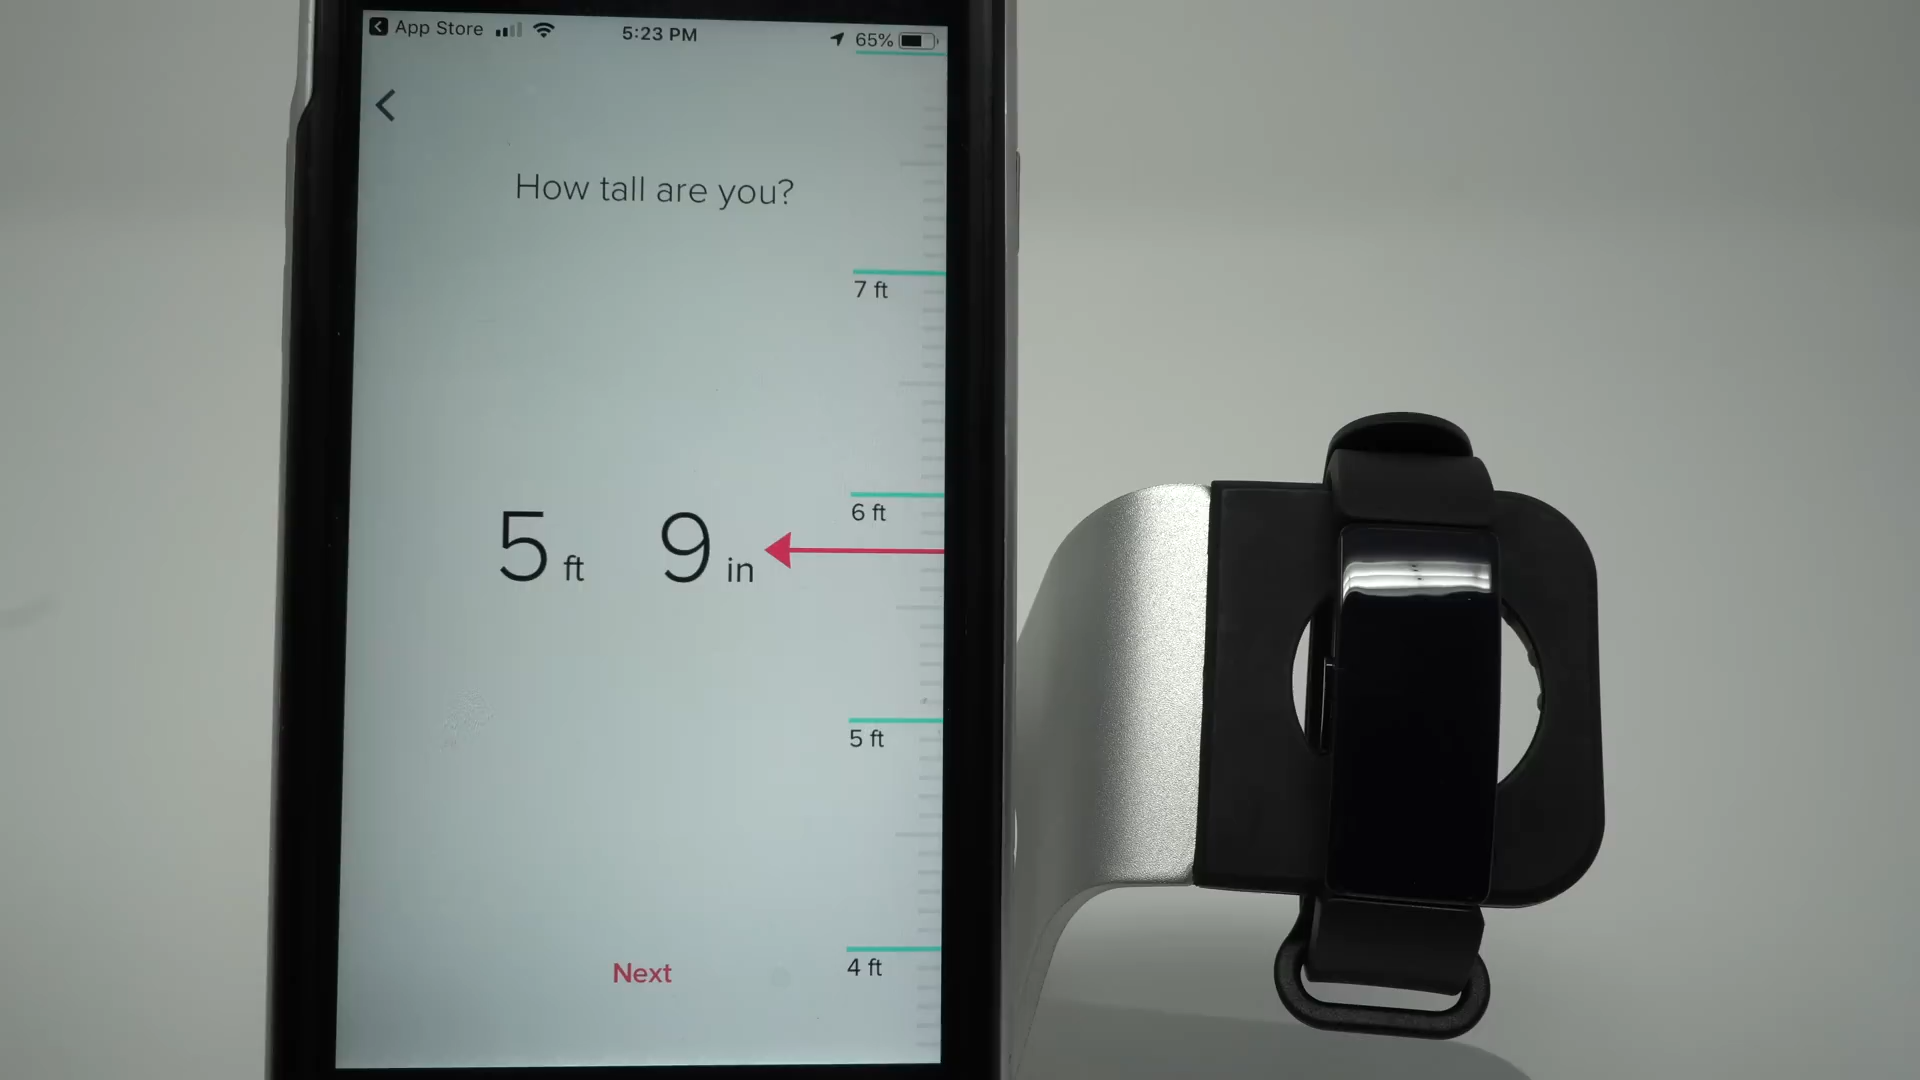 App Store
5:23 PM
65%
How tall are you?
7 ft
6 ft
5 ft 9 in
5 ft
Next
4 ft